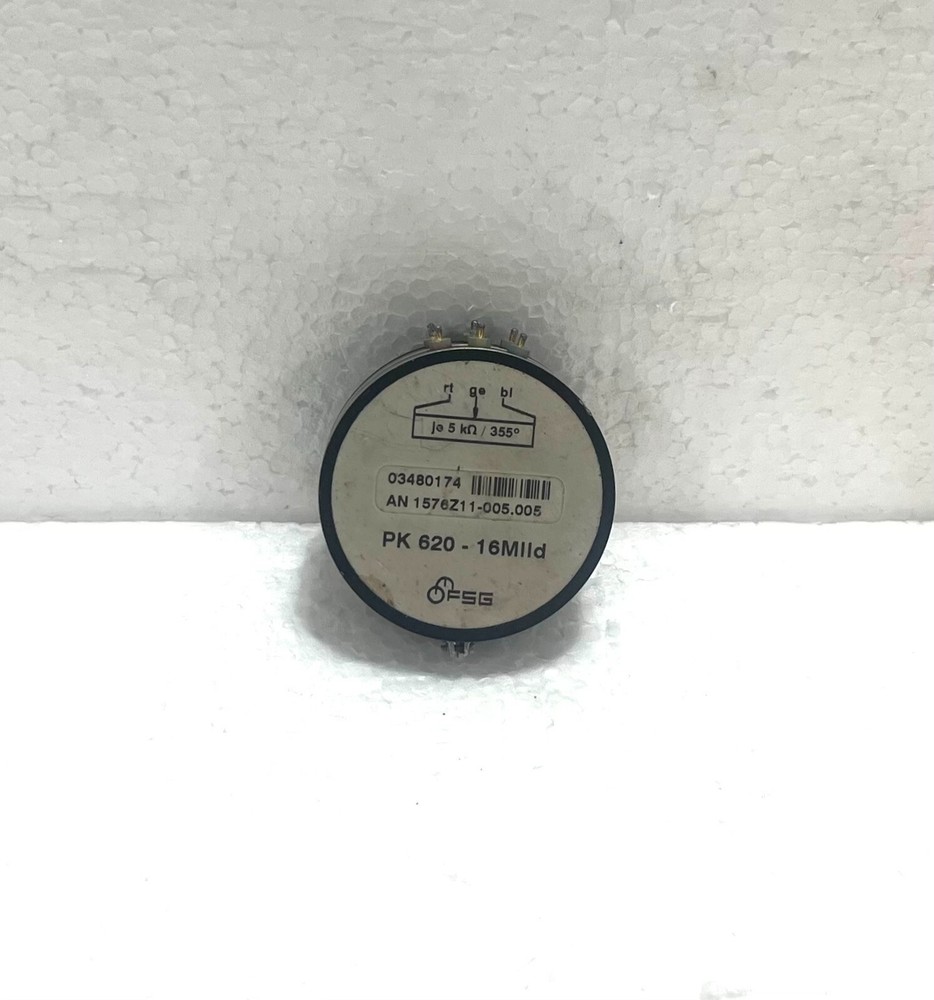 rt ge bl
je 5 kΩ / 355°
03480174
AN 1576Z11-005.005
PK 620 - 16MIId
FSG